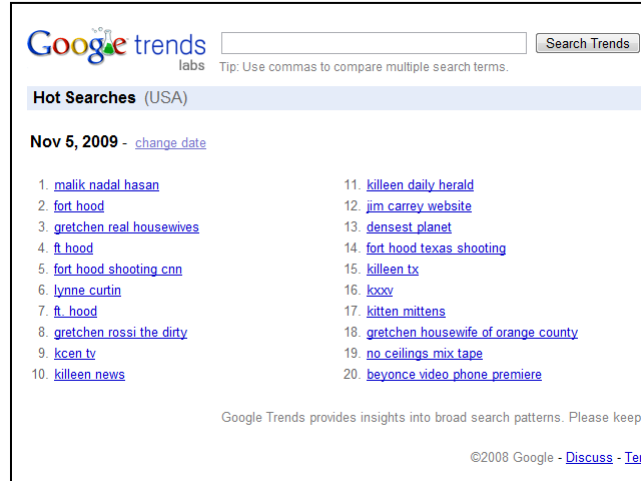 Google trends
labs
Search Trends
Tip: Use commas to compare multiple search terms.
Hot Searches (USA)
Nov 5, 2009 - change date
1. malik nadal hasan
2. fort hood
3. gretchen real housewives
4. ft hood
5. fort hood shooting cnn
6. lynne curtin
7. ft. hood
8. gretchen rossi the dirty
9. kcen tv
10. killeen news
11. killeen daily herald
12. jim carrey website
13. densest planet
14. fort hood texas shooting
15. killeen tx
16. kxxv
17. kitten mittens
18. gretchen housewife of orange county
19. no ceilings mix tape
20. beyonce video phone premiere
Google Trends provides insights into broad search patterns. Please keep
©2008 Google - Discuss - Ter